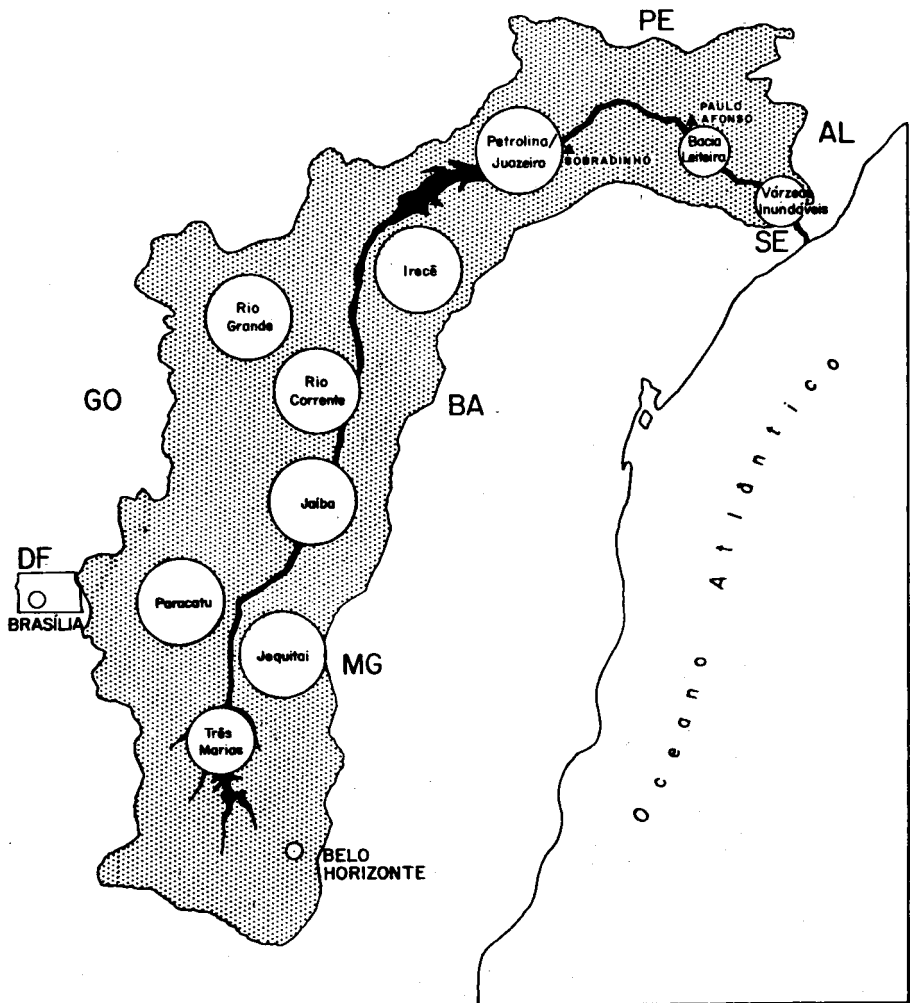 PE
PAULO
AFONSO
AL
Petrolina/
Juazeiro
SOBRADINHO
Bacia
Leiteira
Várzeas
Inundáveis
SE
Irecê
Rio
Grande
Rio
Corrente
GO
BA
Jaíba
DF
BRASÍLIA
Paracatu
Jequitaí
MG
Três
Marias
BELO
HORIZONTE
Oceano Atlântico